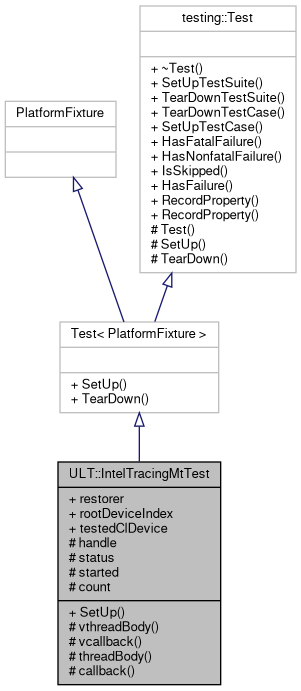 testing::Test
+ ~Test()
+ SetUpTestSuite()
+ TearDownTestSuite()
+ TearDownTestCase()
+ SetUpTestCase()
+ HasFatalFailure()
+ HasNonfatalFailure()
+ IsSkipped()
+ HasFailure()
+ RecordProperty()
+ RecordProperty()
# Test()
# SetUp()
# TearDown()
PlatformFixture
Test< PlatformFixture >
+ SetUp()
+ TearDown()
ULT::IntelTracingMtTest
+ restorer
+ rootDeviceIndex
+ testedClDevice
# handle
# status
# started
# count
+ SetUp()
# vthreadBody()
# vcallback()
# threadBody()
# callback()